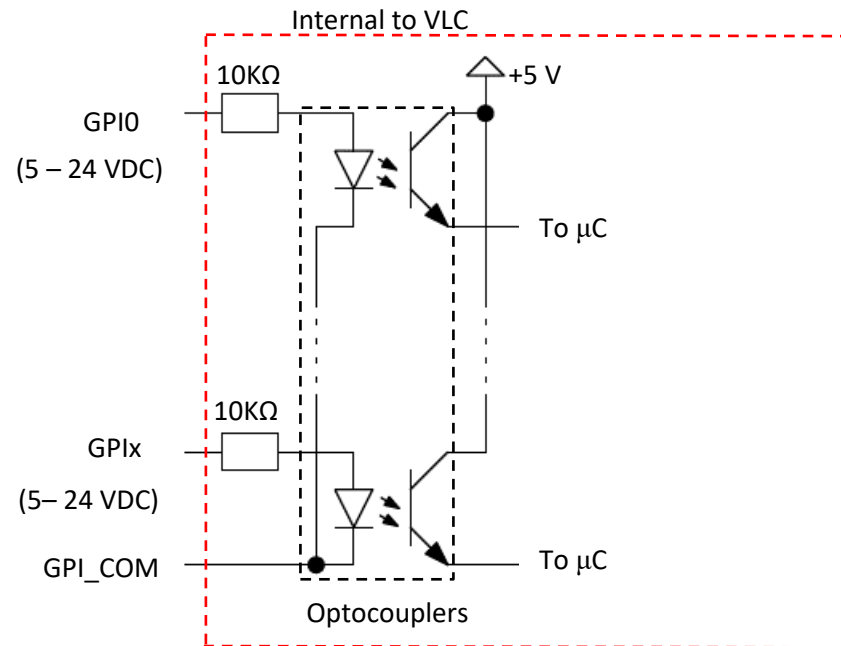 Internal to VLC
10KΩ
+5 V
GPI0
(5 – 24 VDC)
To μC
10KΩ
GPIx
(5– 24 VDC)
GPI_COM
To μC
Optocouplers